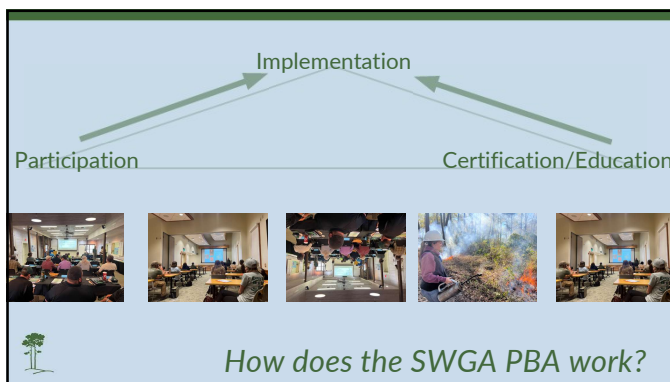 Implementation
Participation
Certification/Education
How does the SWGA PBA work?